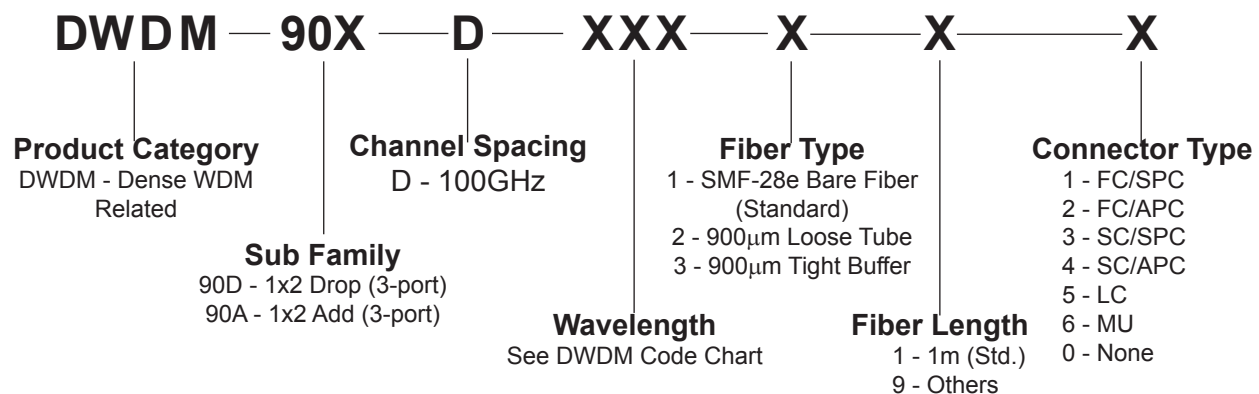 DWDM 90X D XXX X X X
Product Category
DWDM - Dense WDM
Related
Sub Family
90D - 1x2 Drop (3-port)
90A - 1x2 Add (3-port)
Channel Spacing
D - 100GHz
Wavelength
See DWDM Code Chart
Fiber Type
1 - SMF-28e Bare Fiber
(Standard)
2 - 900μm Loose Tube
3 - 900μm Tight Buffer
Fiber Length
1 - 1m (Std.)
9 - Others
Connector Type
1 - FC/SPC
2 - FC/APC
3 - SC/SPC
4 - SC/APC
5 - LC
6 - MU
0 - None